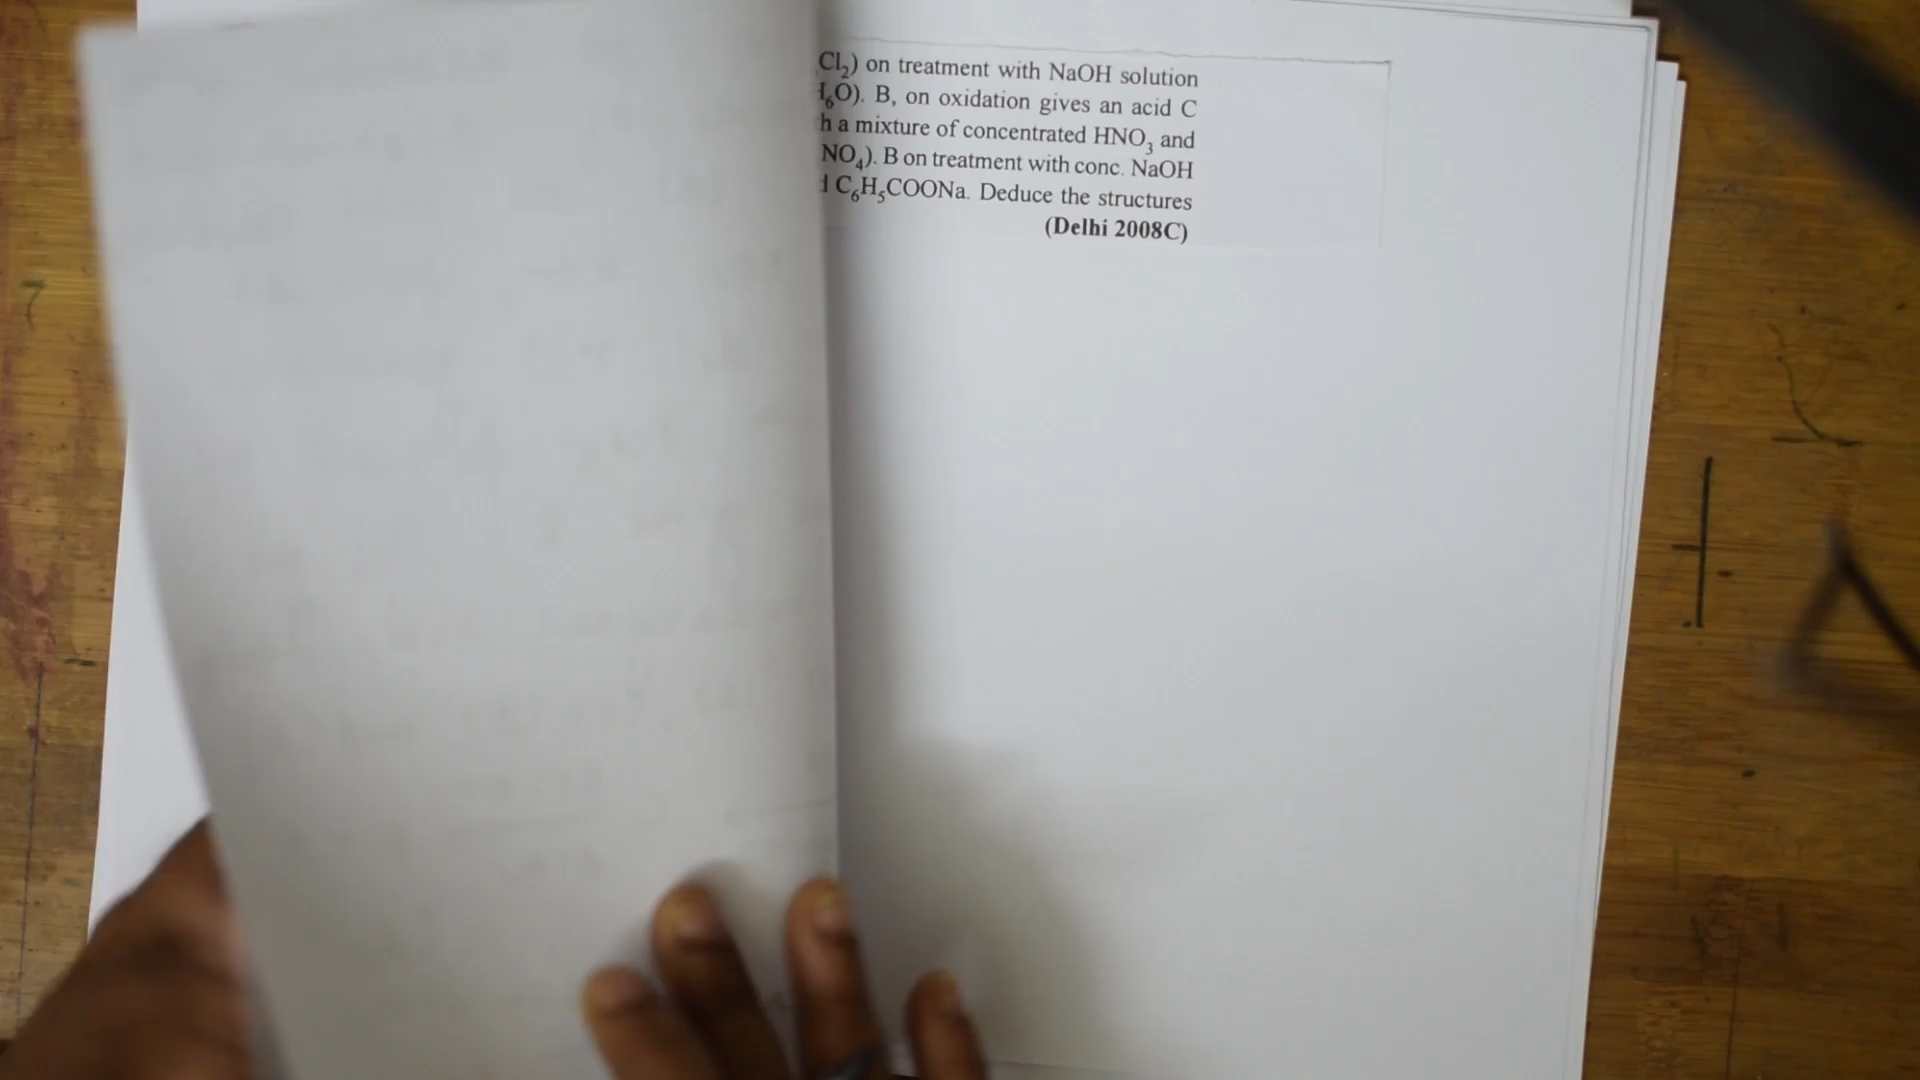 Cl₂) on treatment with NaOH solution
H₆O). B, on oxidation gives an acid C
h a mixture of concentrated HNO₃ and
NO₄). B on treatment with conc. NaOH
C₆H₅COONa. Deduce the structures
(Delhi 2008C)